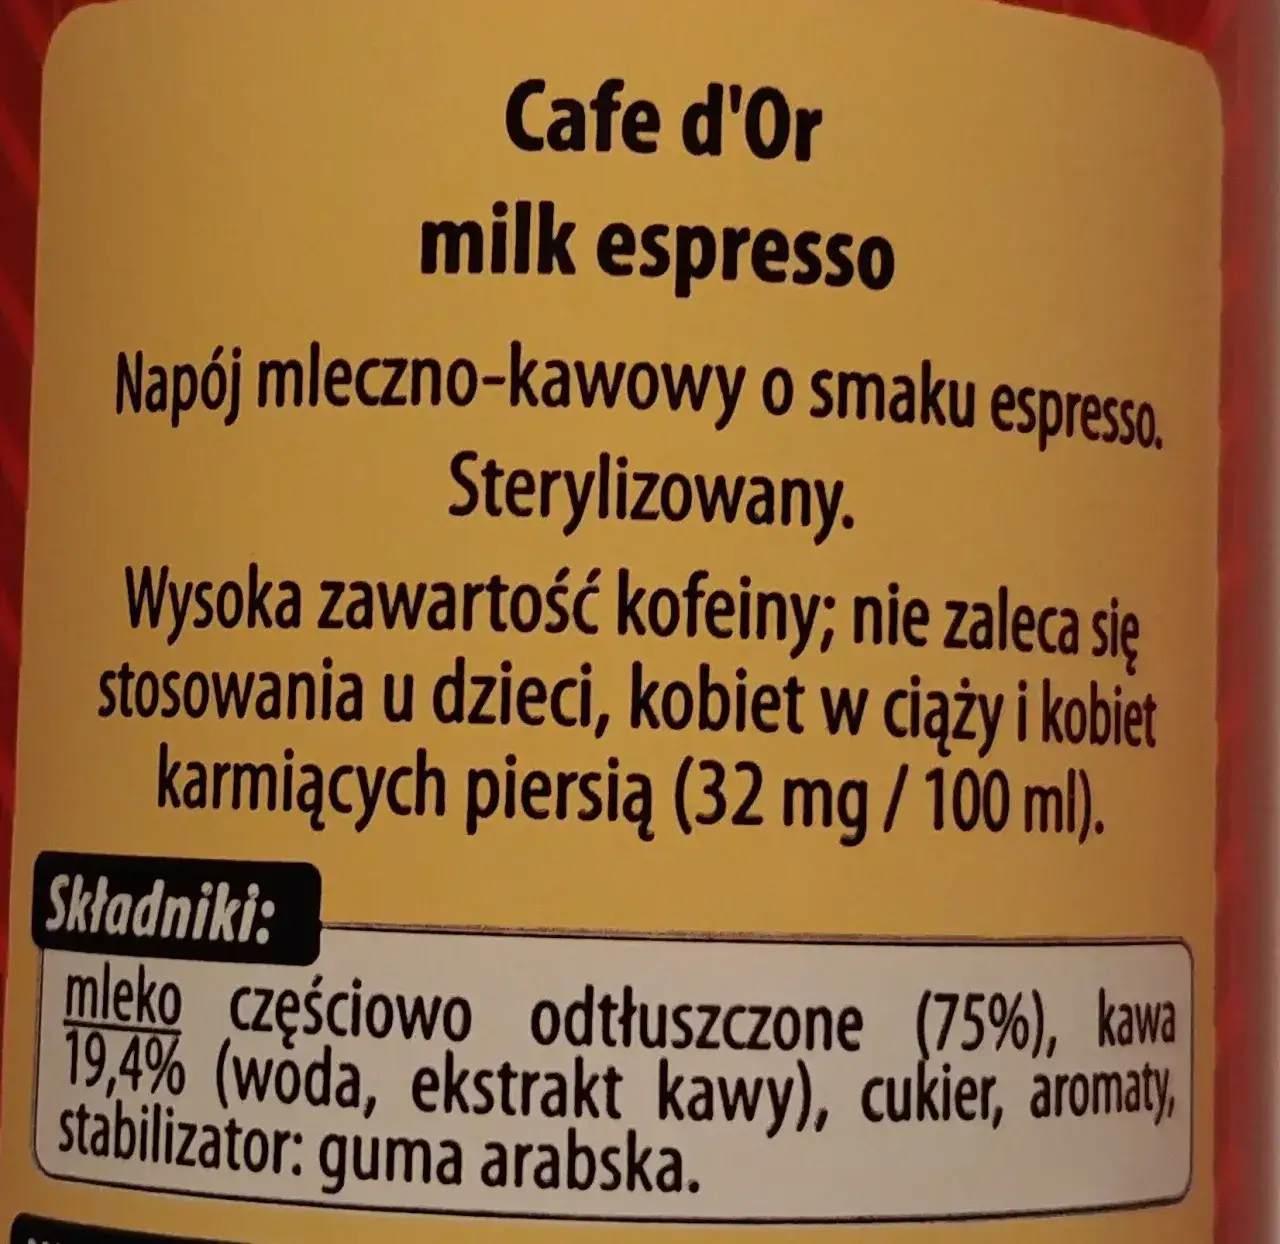 Cafe d'Or
milk espresso
Napój mleczno-kawowy o smaku espresso.
Sterylizowany.
Wysoka zawartość kofeiny; nie zaleca się
stosowania u dzieci, kobiet w ciąży i kobiet
karmiących piersią (32 mg / 100 ml).
Składniki:
mleko częściowo odtłuszczone (75%), kawa
19,4% (woda, ekstrakt kawy), cukier, aromaty,
stabilizator: guma arabska.